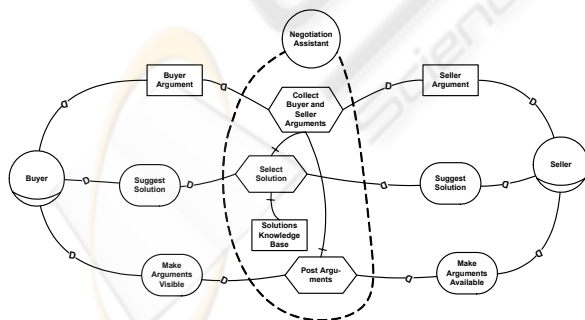 Negotiation
Assistant
Buyer
Argument
Collect
Buyer and
Seller
Arguments
Seller
Argument
Buyer
Suggest
Solution
Select
Solution
Suggest
Solution
Seller
Solutions
Knowledge
Base
Make
Arguments
Visible
Post Argu-
ments
Make
Arguments
Available
D
D
D
D
D
D
D
D
D
D
D
D
Science